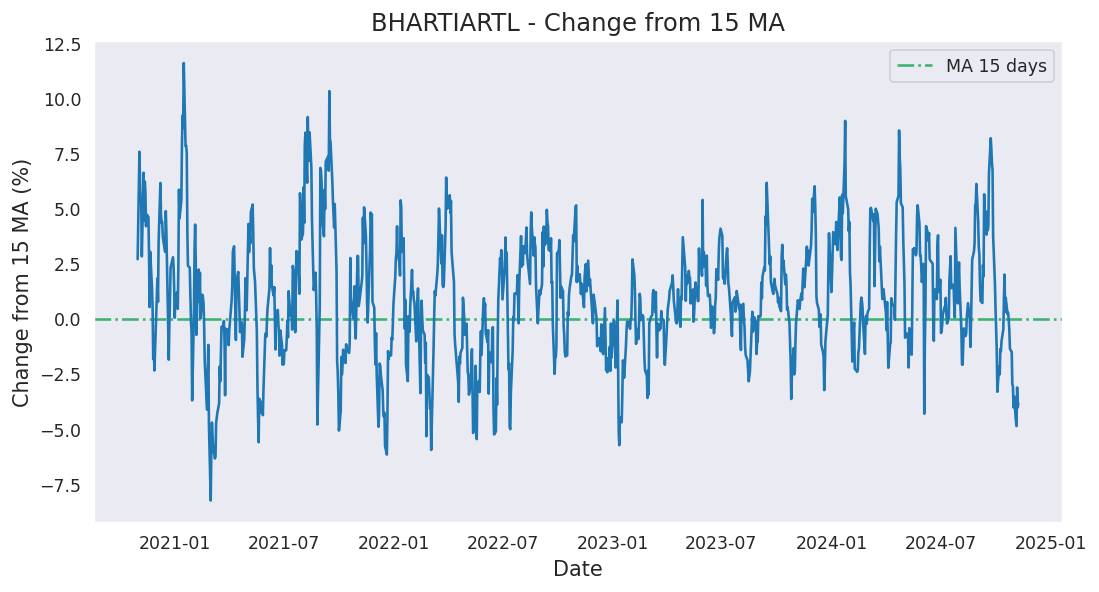 BHARTIARTL - Change from 15 MA
12.5
10.0
7.5
5.0
2.5
0.0
−2.5
−5.0
−7.5
Change from 15 MA (%)
MA 15 days
2021-01 2021-07 2022-01 2022-07 2023-01 2023-07 2024-01 2024-07 2025-01
Date